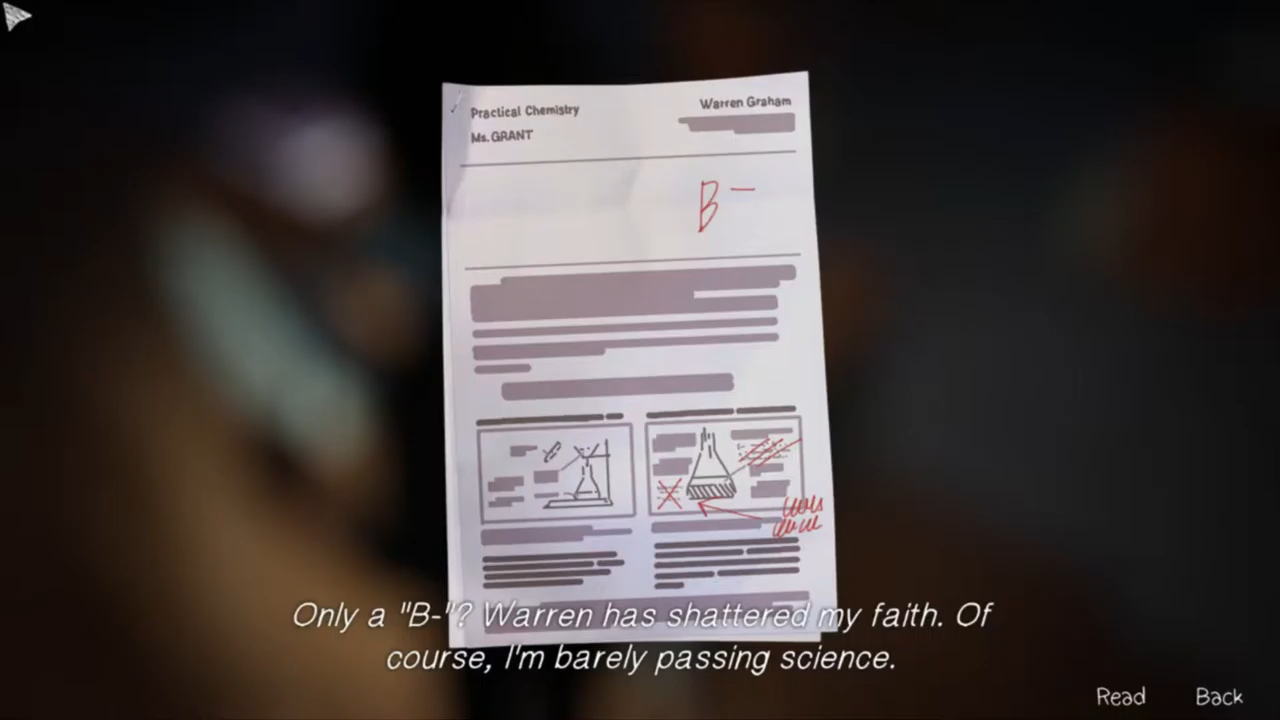 Practical Chemistry
Warren Graham
Ms. GRANT
B-
Only a "B-"? Warren has shattered my faith. Of
course, I'm barely passing science.
Read
Back